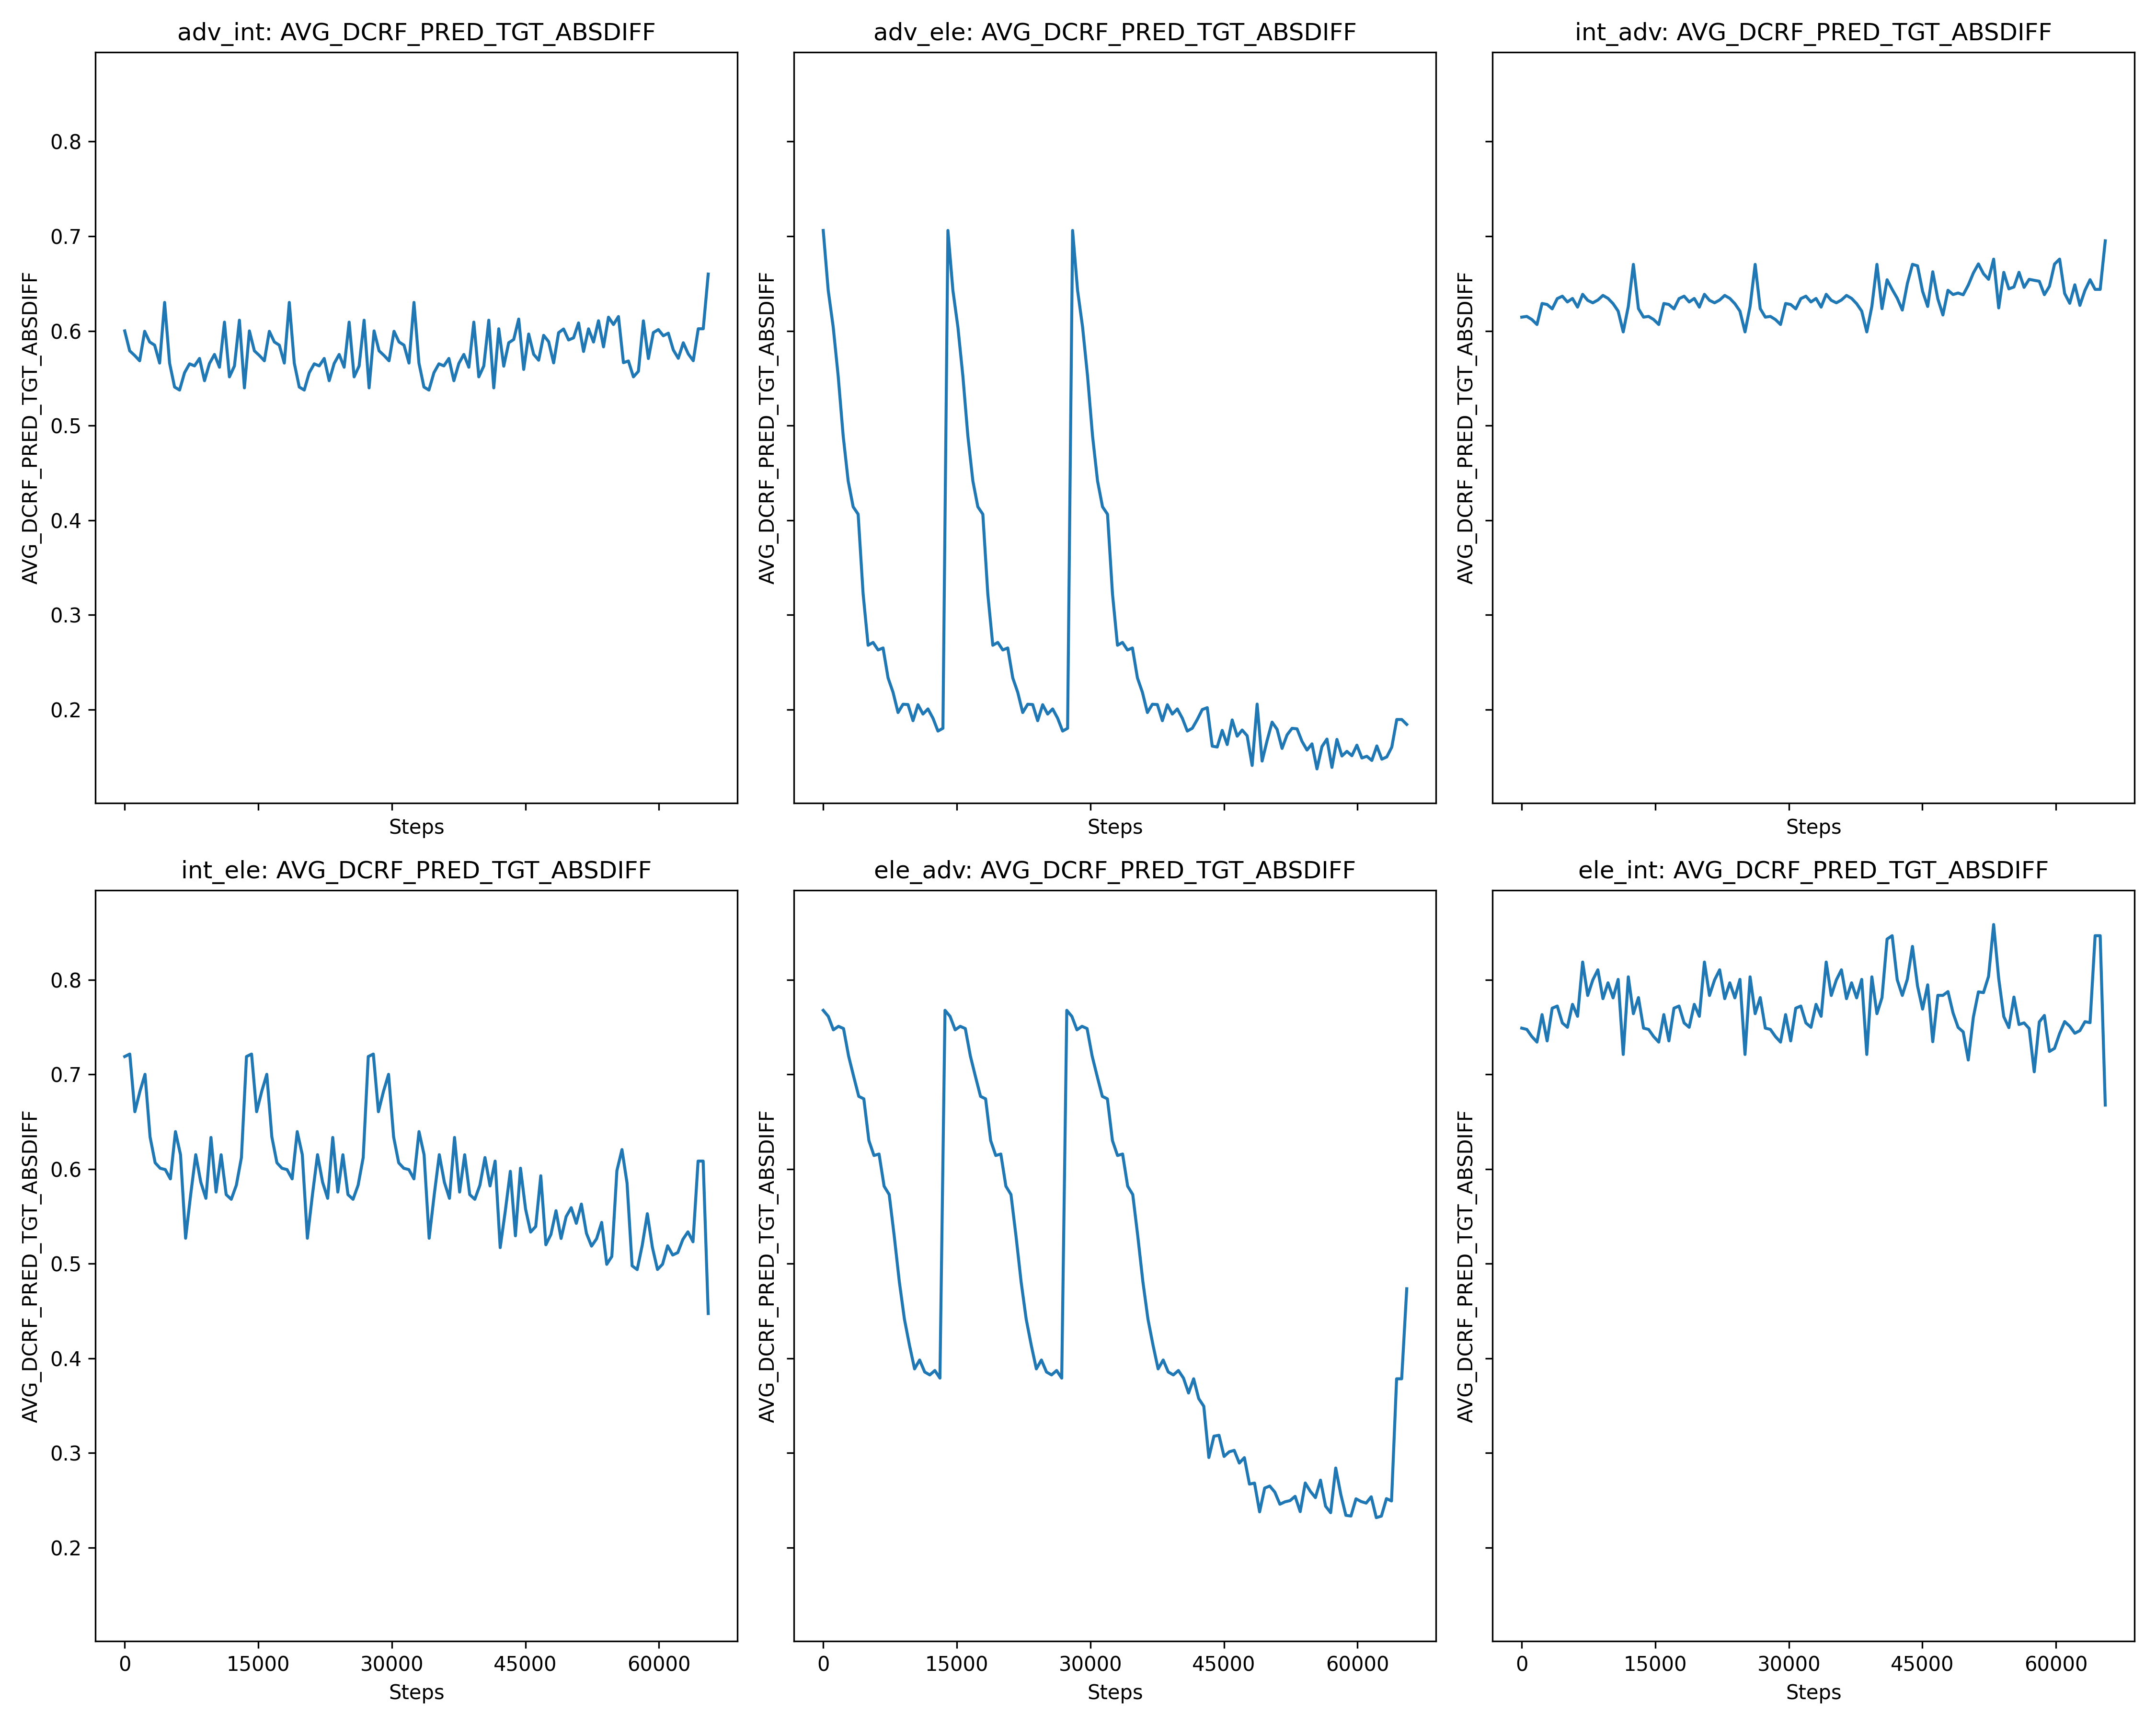 adv_int: AVG_DCRF_PRED_TGT_ABSDIFF
AVG_DCRF_PRED_TGT_ABSDIFF
0.8
0.7
0.6
0.5
0.4
0.3
0.2
Steps
adv_ele: AVG_DCRF_PRED_TGT_ABSDIFF
AVG_DCRF_PRED_TGT_ABSDIFF
Steps
int_adv: AVG_DCRF_PRED_TGT_ABSDIFF
AVG_DCRF_PRED_TGT_ABSDIFF
Steps
int_ele: AVG_DCRF_PRED_TGT_ABSDIFF
AVG_DCRF_PRED_TGT_ABSDIFF
0.8
0.7
0.6
0.5
0.4
0.3
0.2
0 15000 30000 45000 60000
Steps
ele_adv: AVG_DCRF_PRED_TGT_ABSDIFF
AVG_DCRF_PRED_TGT_ABSDIFF
0 15000 30000 45000 60000
Steps
ele_int: AVG_DCRF_PRED_TGT_ABSDIFF
AVG_DCRF_PRED_TGT_ABSDIFF
0 15000 30000 45000 60000
Steps